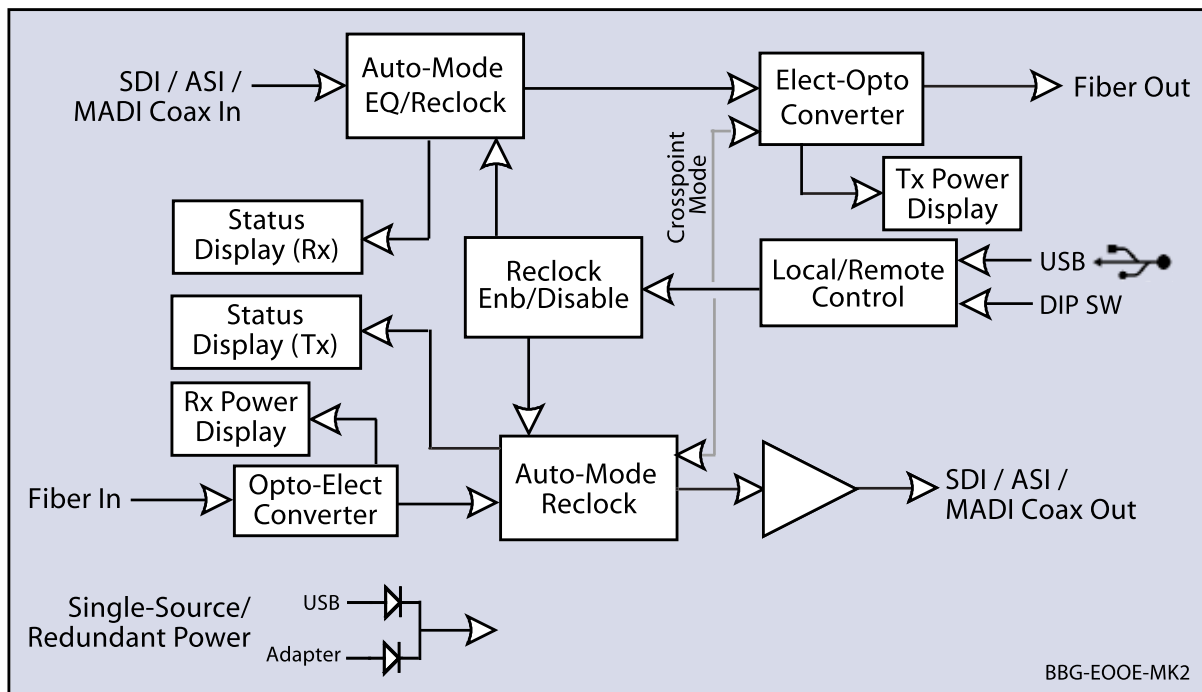 SDI / ASI /
MADI Coax In
Auto-Mode
EQ/Reclock
Elect-Opto
Converter
Fiber Out
Crosspoint
Mode
Tx Power
Display
Status
Display (Rx)
Reclock
Enb/Disable
Local/Remote
Control
USB
DIP SW
Status
Display (Tx)
Rx Power
Display
Fiber In
Opto-Elect
Converter
Auto-Mode
Reclock
SDI / ASI /
MADI Coax Out
Single-Source/
Redundant Power
USB
Adapter
BBG-EOOE-MK2